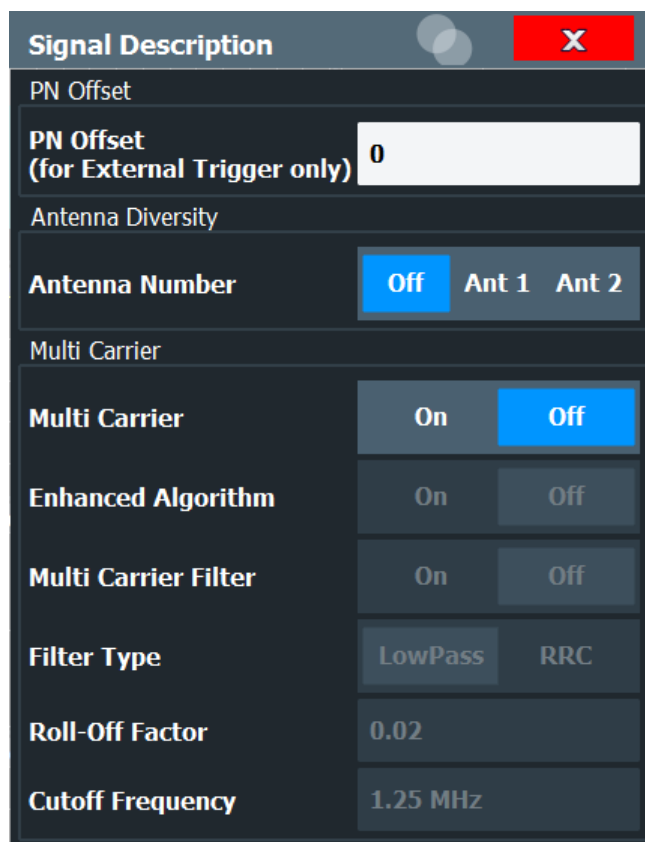 Signal Description X
PN Offset
PN Offset
(for External Trigger only) 0
Antenna Diversity
Antenna Number Off Ant 1 Ant 2
Multi Carrier
Multi Carrier On Off
Enhanced Algorithm On Off
Multi Carrier Filter On Off
Filter Type LowPass RRC
Roll-Off Factor 0.02
Cutoff Frequency 1.25 MHz